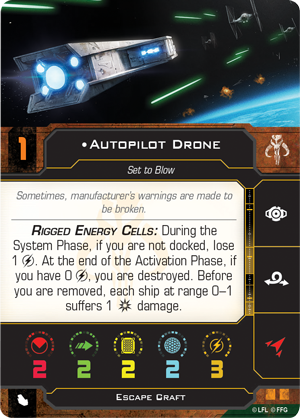 1
•Autopilot Drone
Set to Blow
Sometimes, manufacturer's warnings are made to
be broken.
Rigged Energy Cells: During the
System Phase, if you are not docked, lose
1 . At the end of the Activation Phase, if
you have 0 , you are destroyed. Before
you are removed, each ship at range 0–1
suffers 1 damage.
2 2 2 2 3
Escape Craft
© LFL © FFG